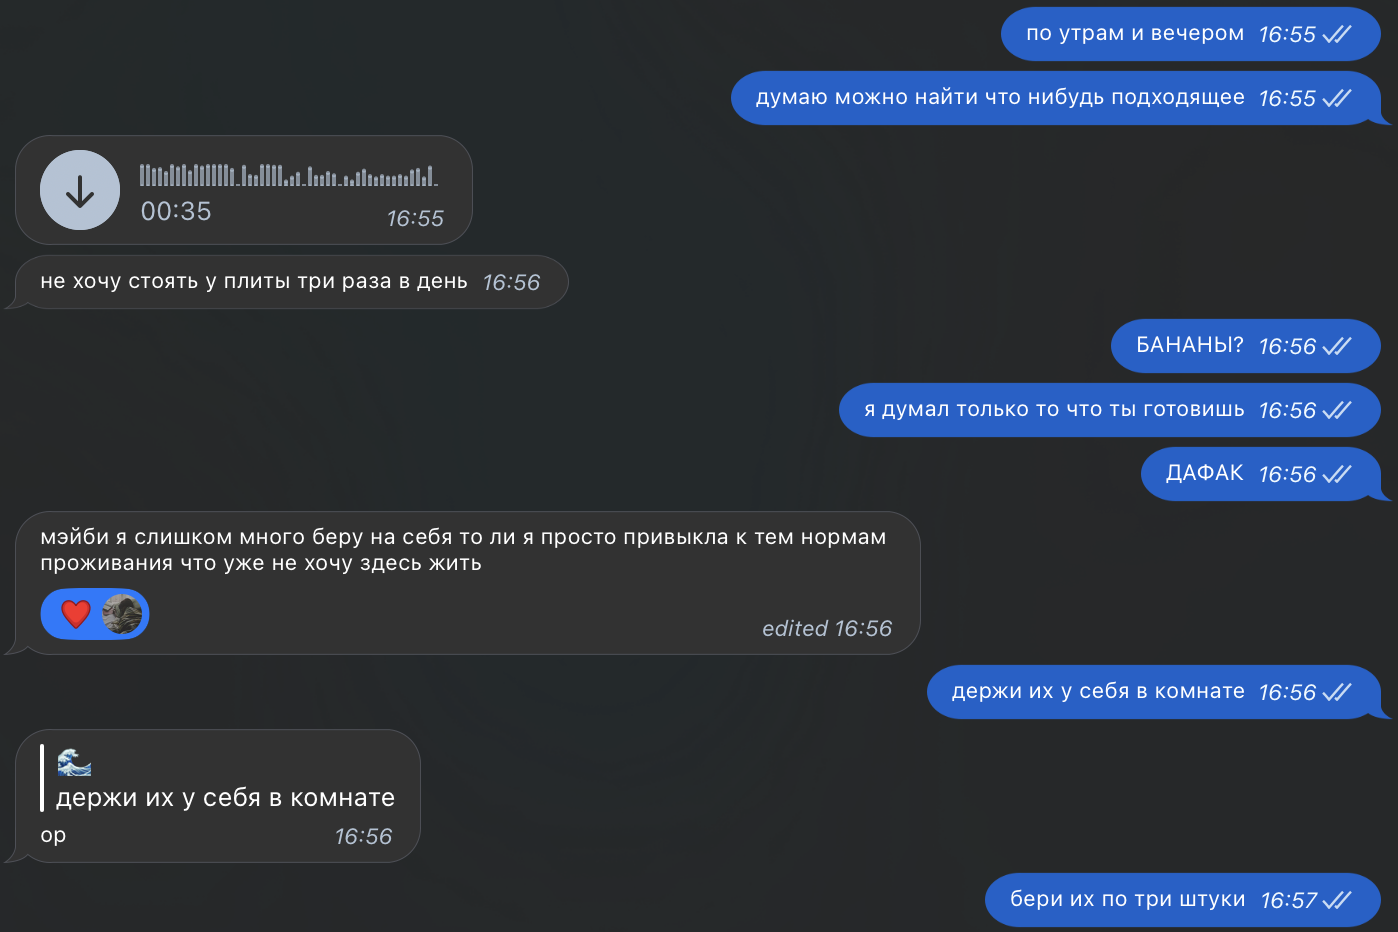 по утрам и вечером 16:55
думаю можно найти что нибудь подходящее 16:55
00:35 16:55
не хочу стоять у плиты три раза в день 16:56
БАНАНЫ? 16:56
я думал только то что ты готовишь 16:56
ДАФАК 16:56
мэйби я слишком много беру на себя то ли я просто привыкла к тем нормам
проживания что уже не хочу здесь жить
edited 16:56
держи их у себя в комнате 16:56
держи их у себя в комнате
ор 16:56
бери их по три штуки 16:57